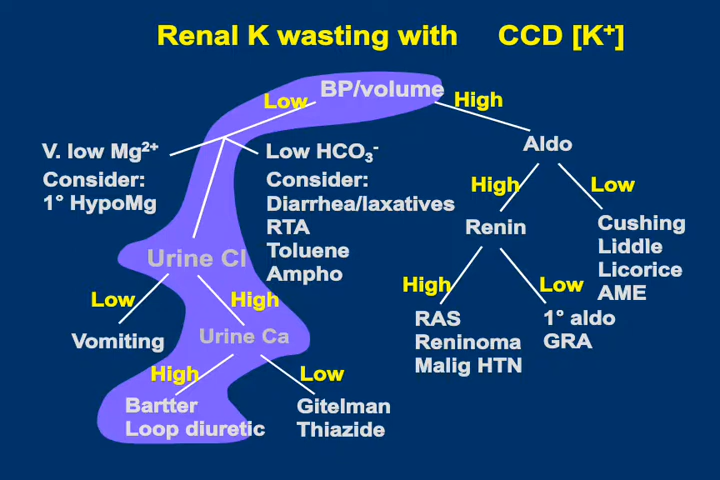 Renal K wasting with CCD [K⁺]
BP/volume
Low
High
V. low Mg²⁺
Consider:
1° HypoMg
Low HCO₃⁻
Consider:
Diarrhea/laxatives
RTA
Toluene
Ampho
Aldo
High
Low
Renin
Cushing
Liddle
Licorice
AME
Urine Cl
Low
High
High
Low
Vomiting
Urine Ca
RAS
Reninoma
Malig HTN
1° aldo
GRA
High
Low
Bartter
Loop diuretic
Gitelman
Thiazide